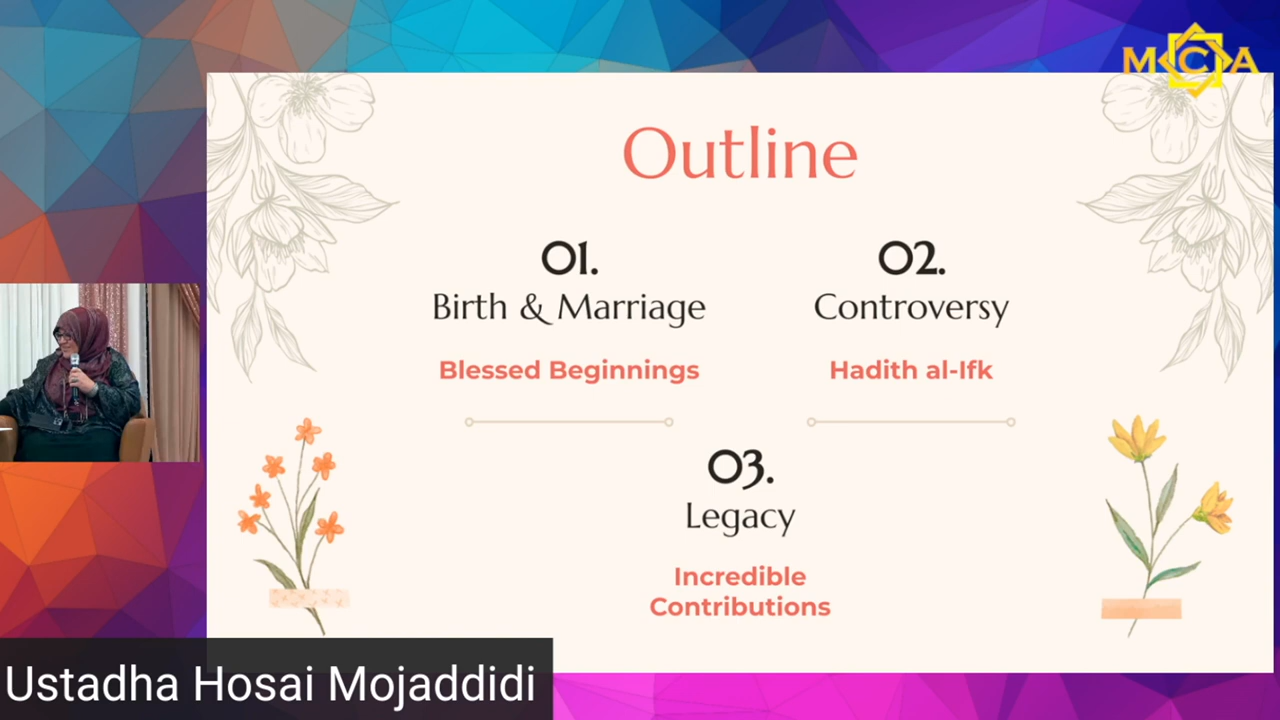 MCA
Outline
01.
Birth & Marriage
Blessed Beginnings
02.
Controversy
Hadith al-Ifk
03.
Legacy
Incredible
Contributions
Ustadha Hosai Mojaddidi